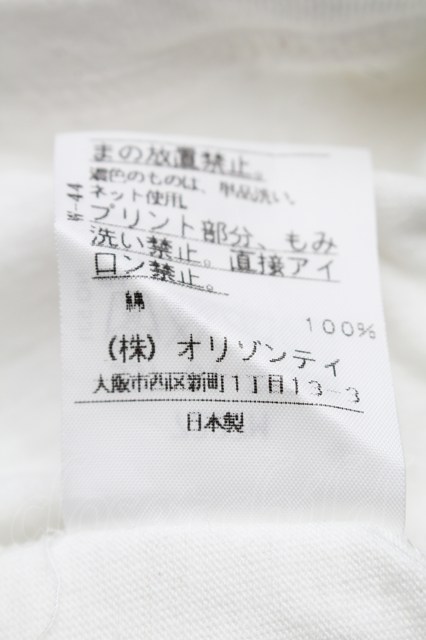 まの放置禁止。
濃色のものは、単品洗い。
ネット使用。
プリント部分、もみ
洗い禁止。直接アイ
ロン禁止。
綿
100%
(株)オリゾンティ
大阪市西区新町1丁目13-3
日本製